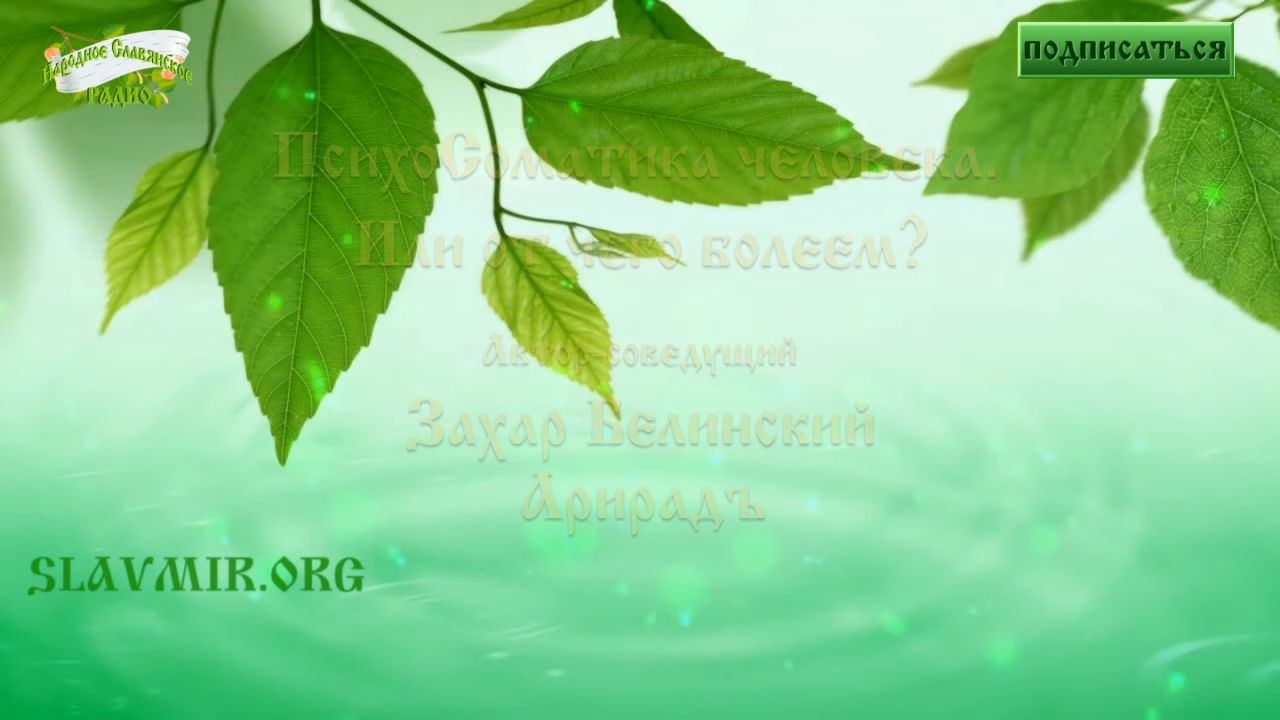 Народное Славянское
РАДИО
ПОДПИСАТЬСЯ
ПсихоСоматика человека.
Или от чего болеем?
Автор-соведущий
Захар Белинский
Арирадъ
SLAVMIR.ORG